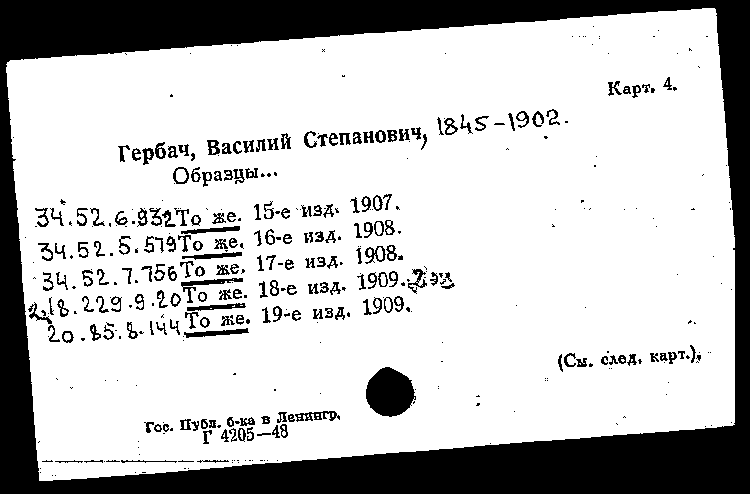 Карт. 4.
Гербач, Василий Степанович, 1845-1902.
Образцы...
34.52.6.932 То же. 15-е изд. 1907.
34.52.5.579 То же. 16-е изд. 1908.
34.52.7.756 То же. 17-е изд. 1908.
18.229.9.20 То же. 18-е изд. 1909. 2 эк
20.85.8.144 То же. 19-е изд. 1909.
(См. след. карт.).
Гос. Публ. б-ка в Ленингр.
Г 4205—48